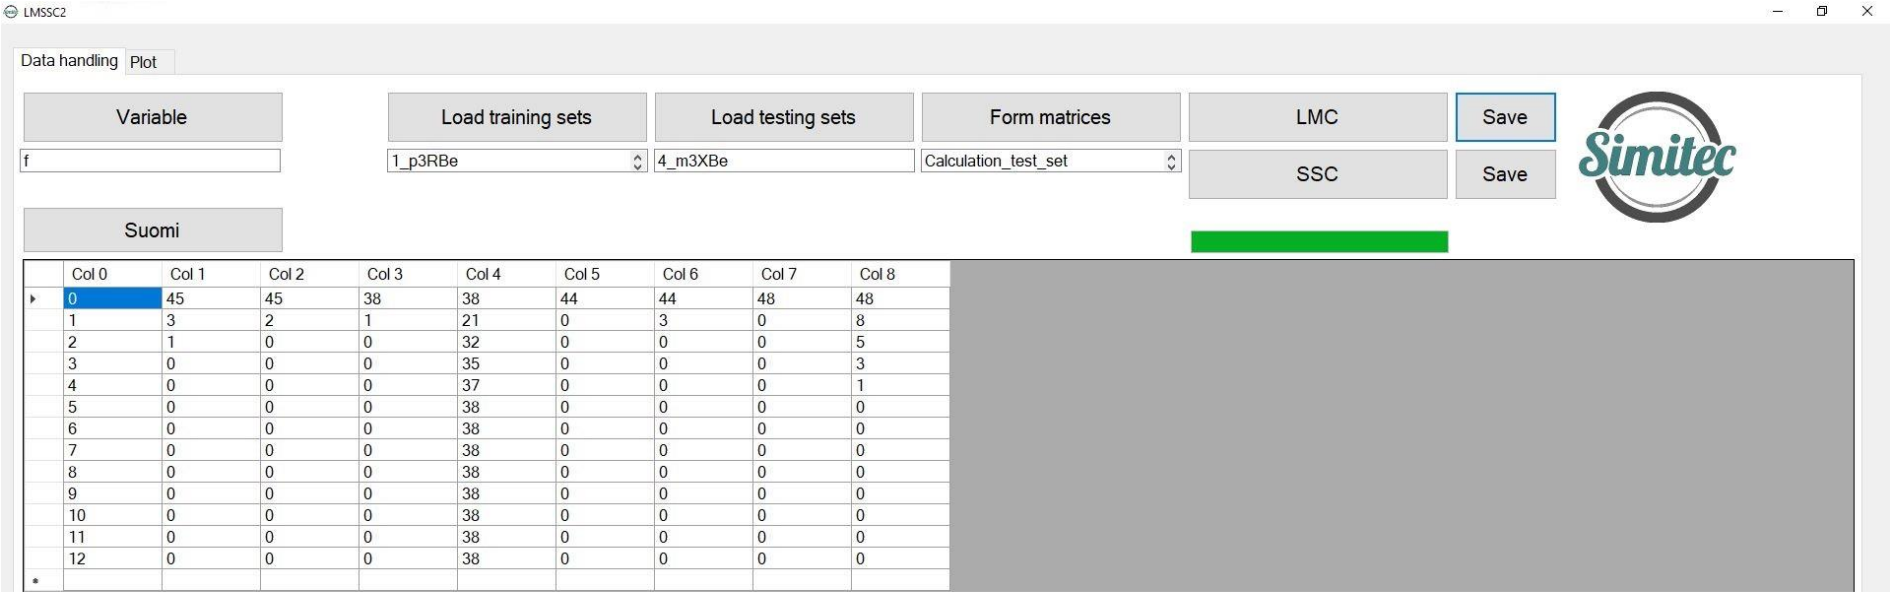 LMSSC2
Data handling Plot
Variable Load training sets Load testing sets Form matrices LMC Save
f 1_p3RBe 4_m3XBe Calculation_test_set
SSC Save
Simitec
Suomi
Col 0 Col 1 Col 2 Col 3 Col 4 Col 5 Col 6 Col 7 Col 8
0 45 45 38 38 44 44 48 48
1 3 2 1 21 0 3 0 8
2 1 0 0 32 0 0 0 5
3 0 0 0 35 0 0 0 3
4 0 0 0 37 0 0 0 1
5 0 0 0 38 0 0 0 0
6 0 0 0 38 0 0 0 0
7 0 0 0 38 0 0 0 0
8 0 0 0 38 0 0 0 0
9 0 0 0 38 0 0 0 0
10 0 0 0 38 0 0 0 0
11 0 0 0 38 0 0 0 0
12 0 0 0 38 0 0 0 0